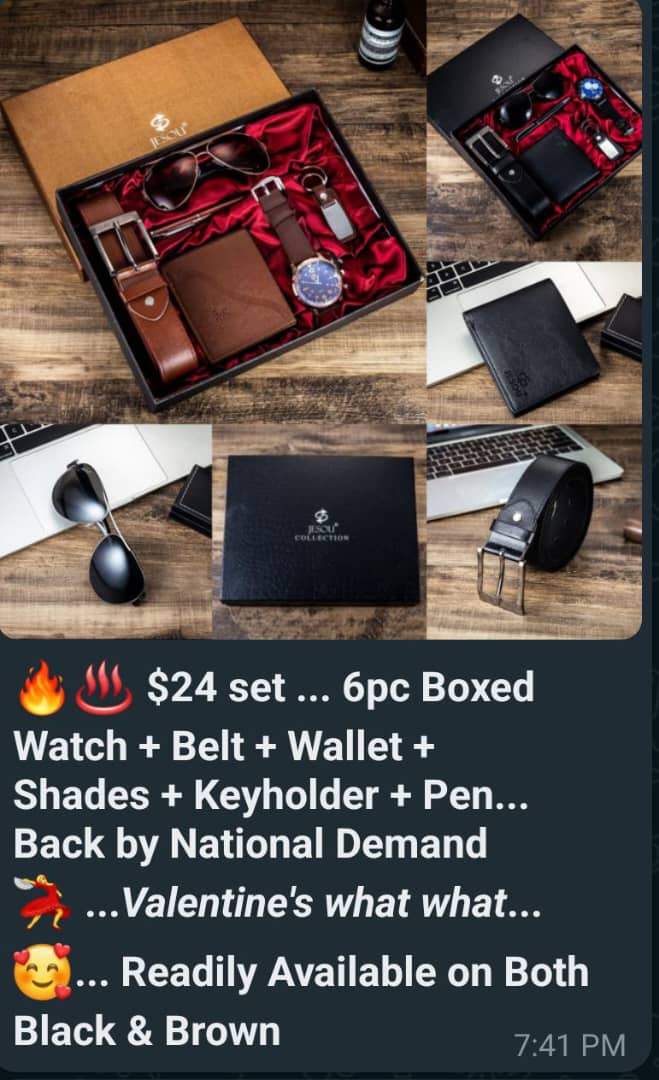 JESOU
JESOU
JESOU
JESOU®
COLLECTION
🔥♨️ $24 set ... 6pc Boxed
Watch + Belt + Wallet +
Shades + Keyholder + Pen...
Back by National Demand
💃 ...Valentine's what what...
🥰... Readily Available on Both
Black & Brown
7:41 PM